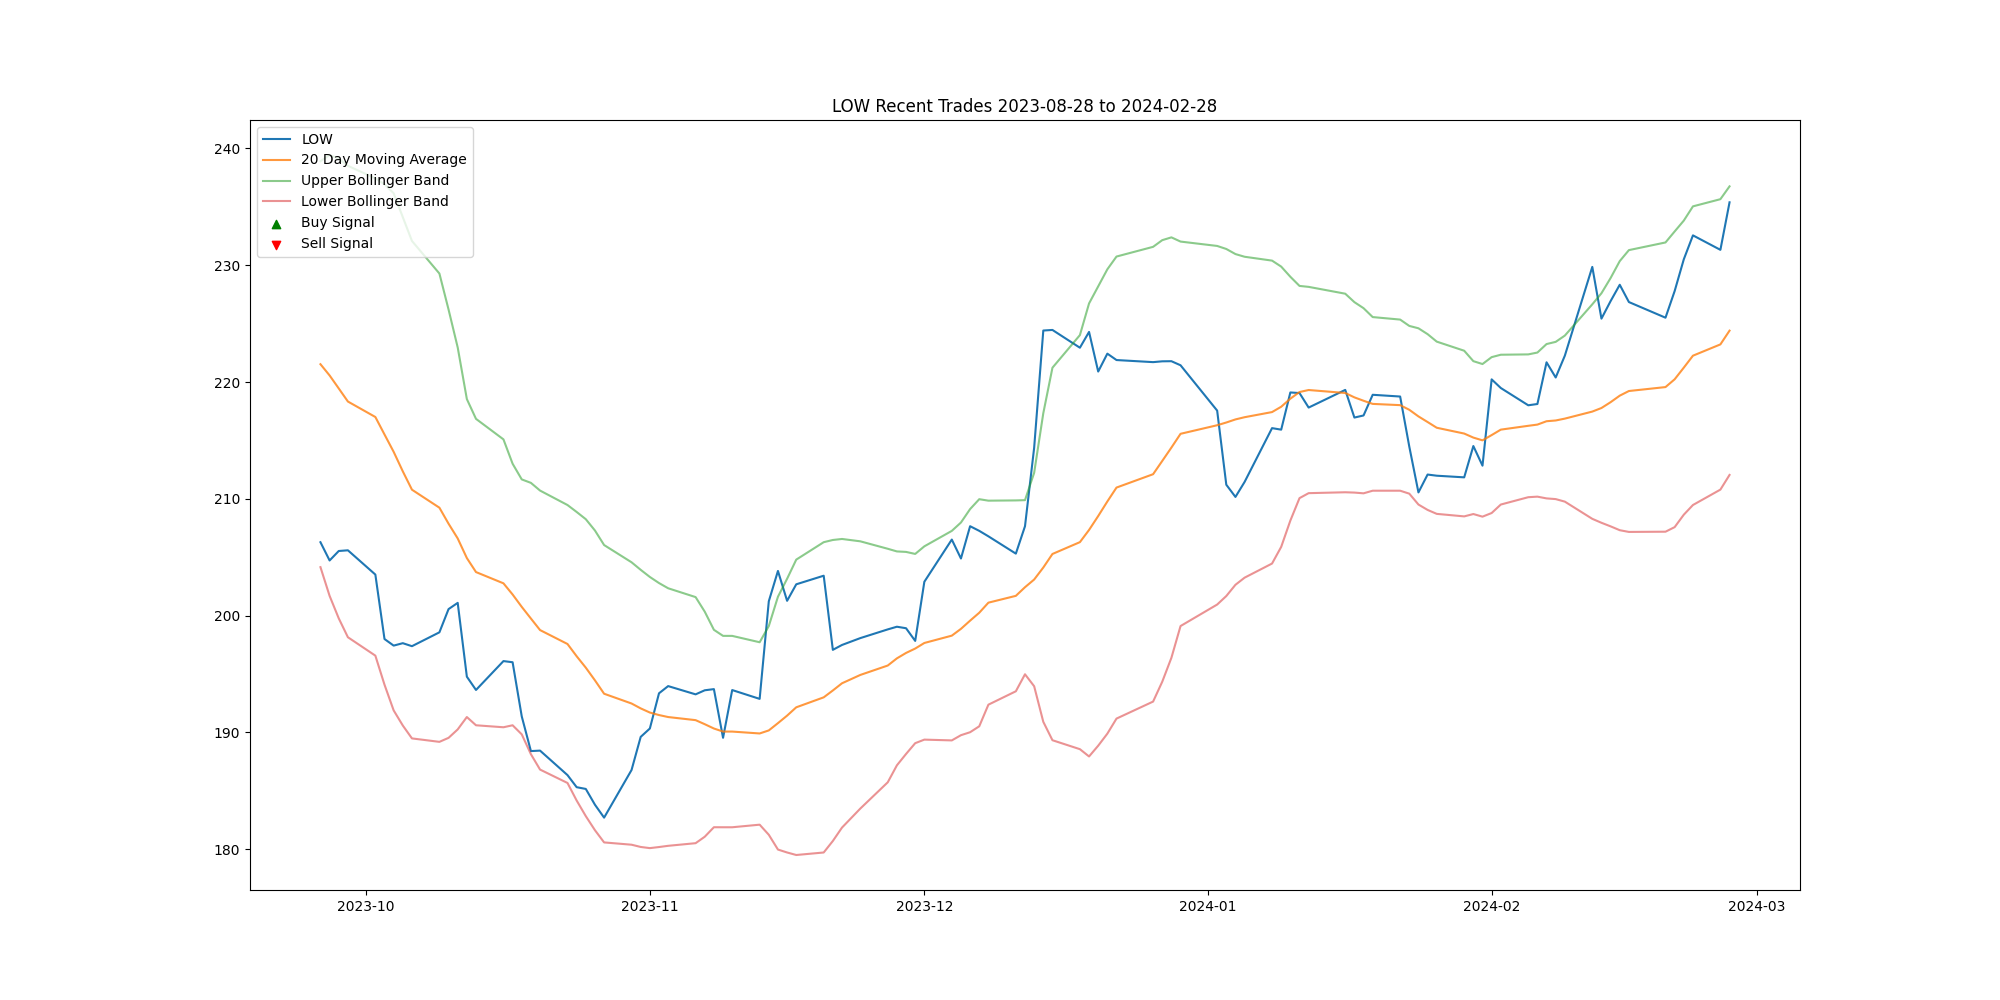 LOW Recent Trades 2023-08-28 to 2024-02-28
LOW
20 Day Moving Average
Upper Bollinger Band
Lower Bollinger Band
Buy Signal
Sell Signal
240
230
220
210
200
190
180
2023-10
2023-11
2023-12
2024-01
2024-02
2024-03